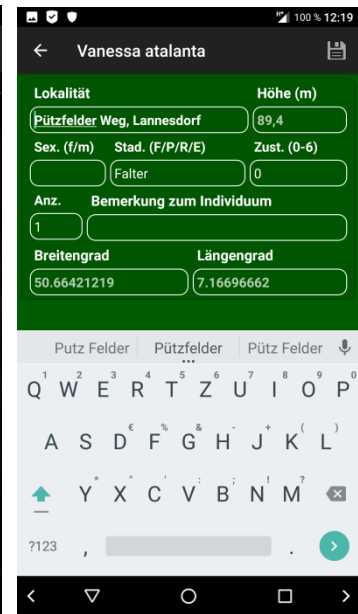 H+ 100 % 12:19
Vanessa atalanta
Lokalität Höhe (m)
Pützfelder Weg, Lannesdorf 89,4
Sex. (f/m) Stad. (F/P/R/E) Zust. (0-6)
Falter 0
Anz. Bemerkung zum Individuum
1
Breitengrad Längengrad
50.66421219 7.16696662
Putz Felder Pützfelder Pütz Felder
1 2 3 4 5 6 7 8 9 0
Q W E R T Z U I O P
€ % & - + ( )
A S D F G H J K L
* " ' : ; ! ?
Y X C V B N M
?123 , .